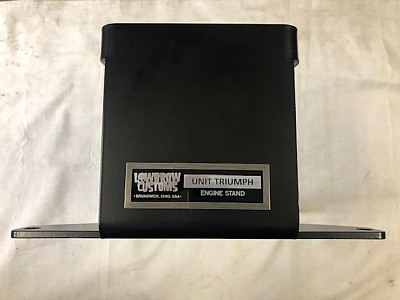 LOWBROW
CUSTOMS
• BRUNSWICK, OHIO, USA •
UNIT TRIUMPH
ENGINE STAND